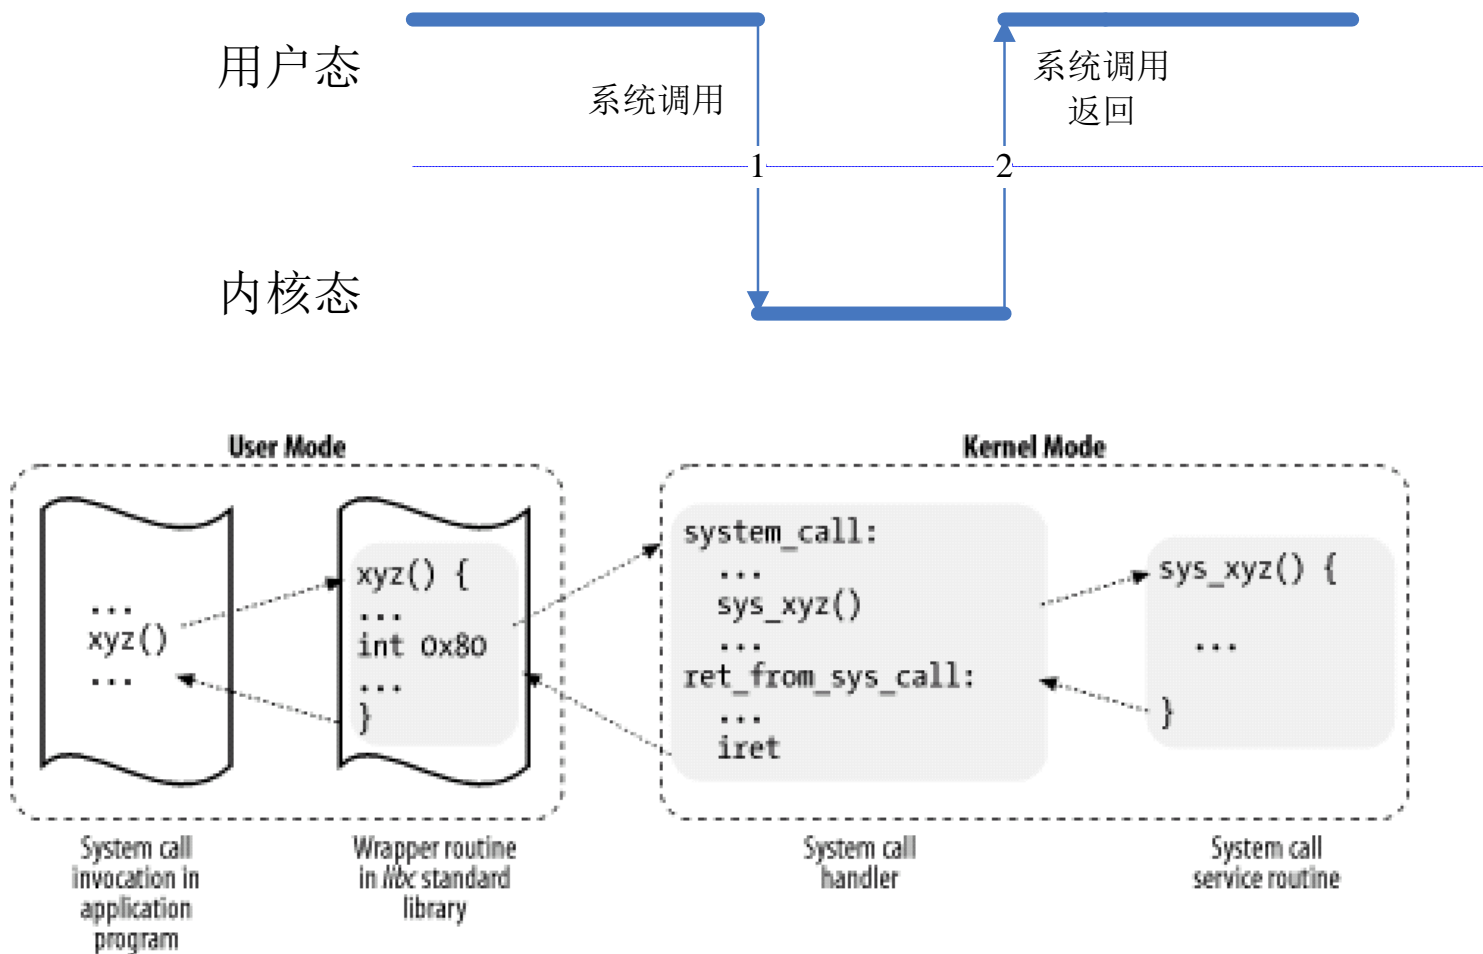 用户态
系统调用
系统调用
返回
1
2
内核态
User Mode
Kernel Mode
...
xyz()
...
xyz() {
...
int 0x80
...
}
system_call:
...
sys_xyz()
...
ret_from_sys_call:
...
iret
sys_xyz() {
...
}
System call
invocation in
application
program
Wrapper routine
in libc standard
library
System call
handler
System call
service routine